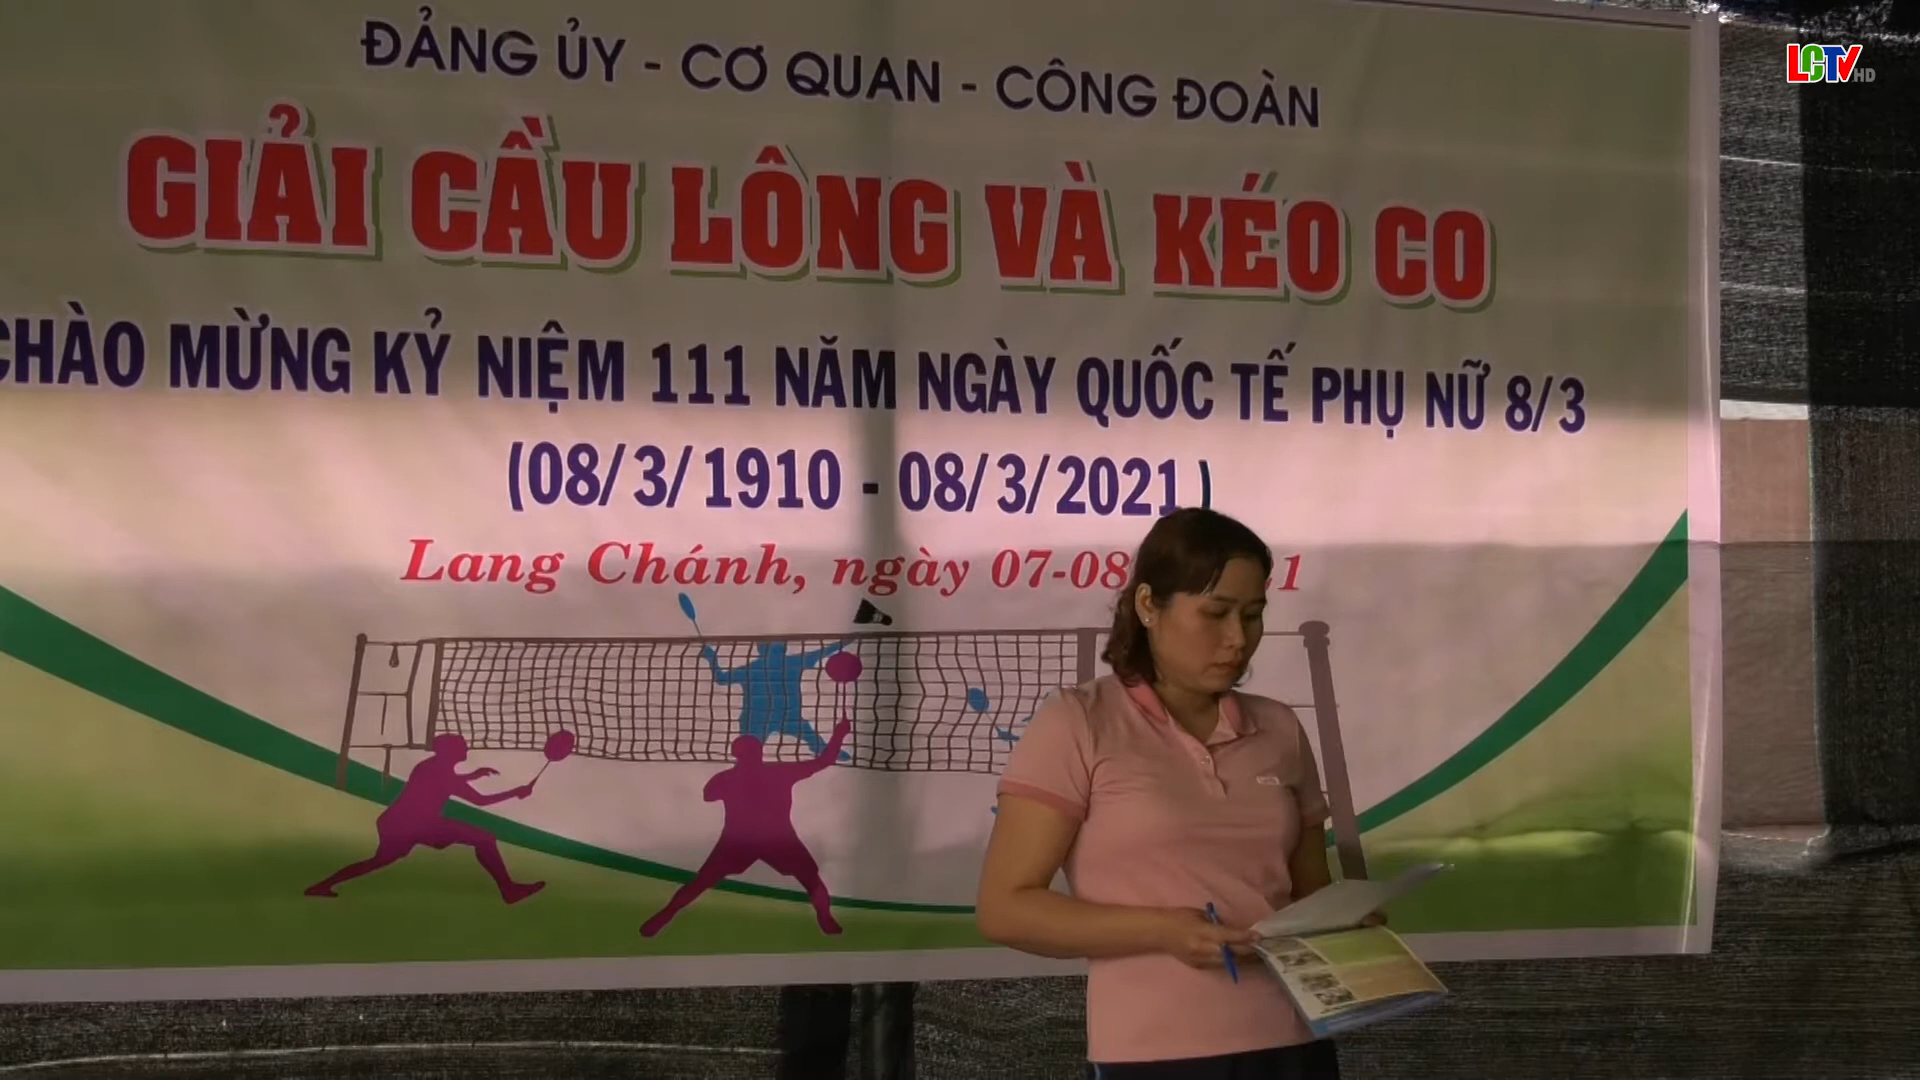 LCTV HD
ĐẢNG ỦY - CƠ QUAN - CÔNG ĐOÀN
GIẢI CẦU LÔNG VÀ KÉO CO
CHÀO MỪNG KỶ NIỆM 111 NĂM NGÀY QUỐC TẾ PHỤ NỮ 8/3
(08/3/1910 - 08/3/2021)
Lang Chánh, ngày 07-08